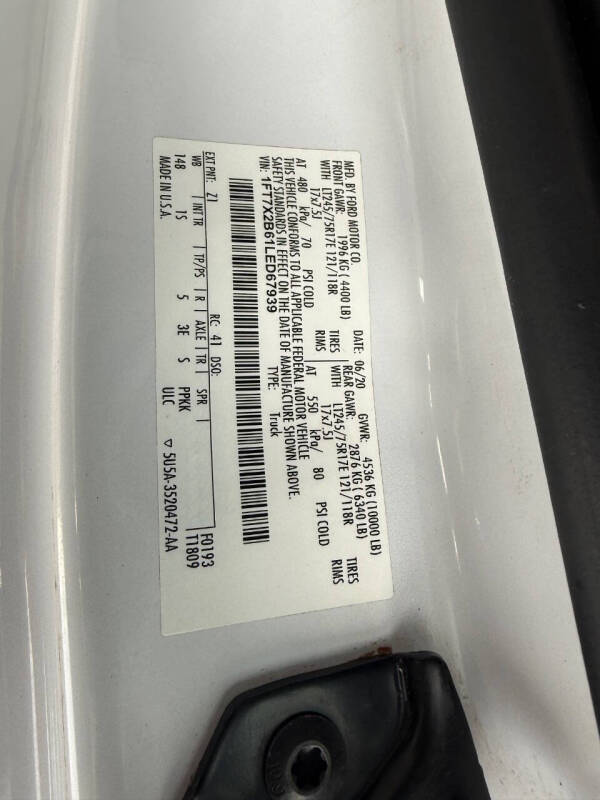 MFD. BY FORD MOTOR CO.
DATE: 06/20 GVWR: 4536 KG (10000 LB)
FRONT GAWR: 1996 KG ( 4400 LB) REAR GAWR: 2876 KG ( 6340 LB)
WITH LT245/75R17E 121/118R TIRES WITH LT245/75R17E 121/118R TIRES
17x7.5J RIMS 17x7.5J RIMS
AT 480 kPa/ 70 PSI COLD AT 550 kPa/ 80 PSI COLD
THIS VEHICLE CONFORMS TO ALL APPLICABLE FEDERAL MOTOR VEHICLE
SAFETY STANDARDS IN EFFECT ON THE DATE OF MANUFACTURE SHOWN ABOVE.
VIN: 1FT7X2B61LED67939 TYPE: Truck
F0193
T1809
EXT PNT: Z1 RC: 41 DSO:
WB INT TR TP/PS R AXLE TR SPR
148 1S 5 3E S PPKK
MADE IN U.S.A. ULC 5U5A-3520472-AA